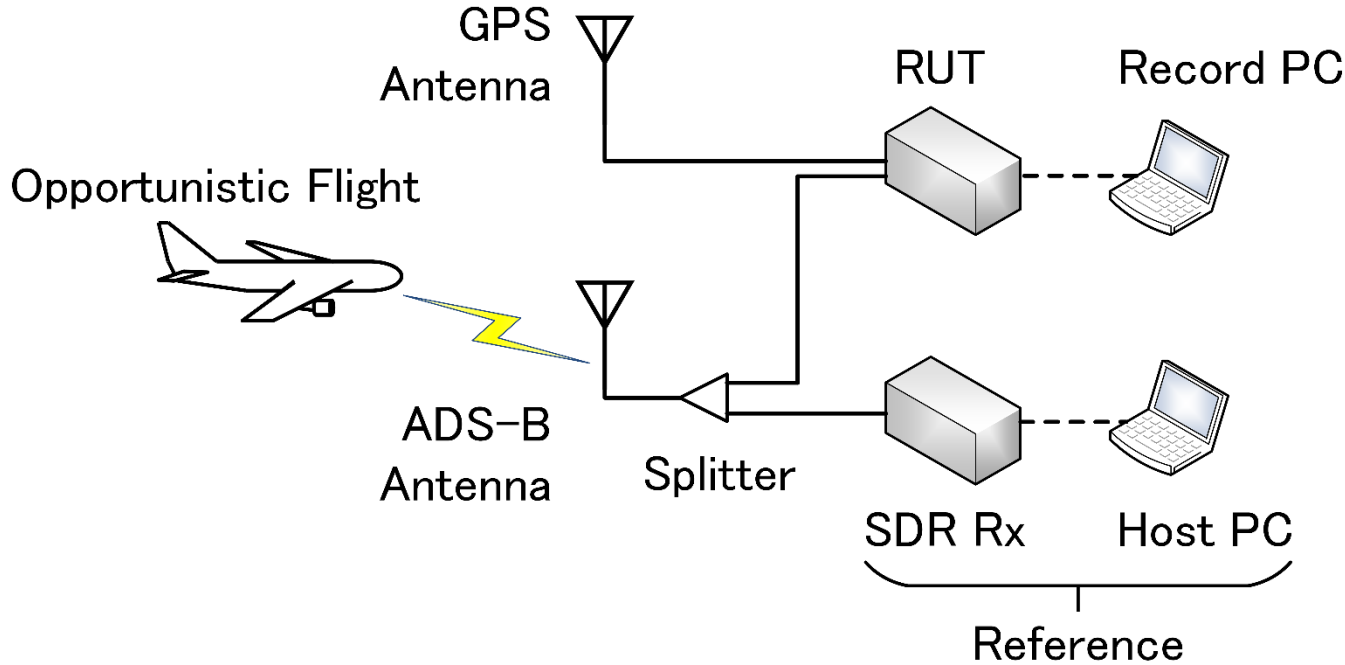 GPS
Antenna
RUT
Record PC
Opportunistic Flight
ADS-B
Antenna
Splitter
SDR Rx
Host PC
Reference